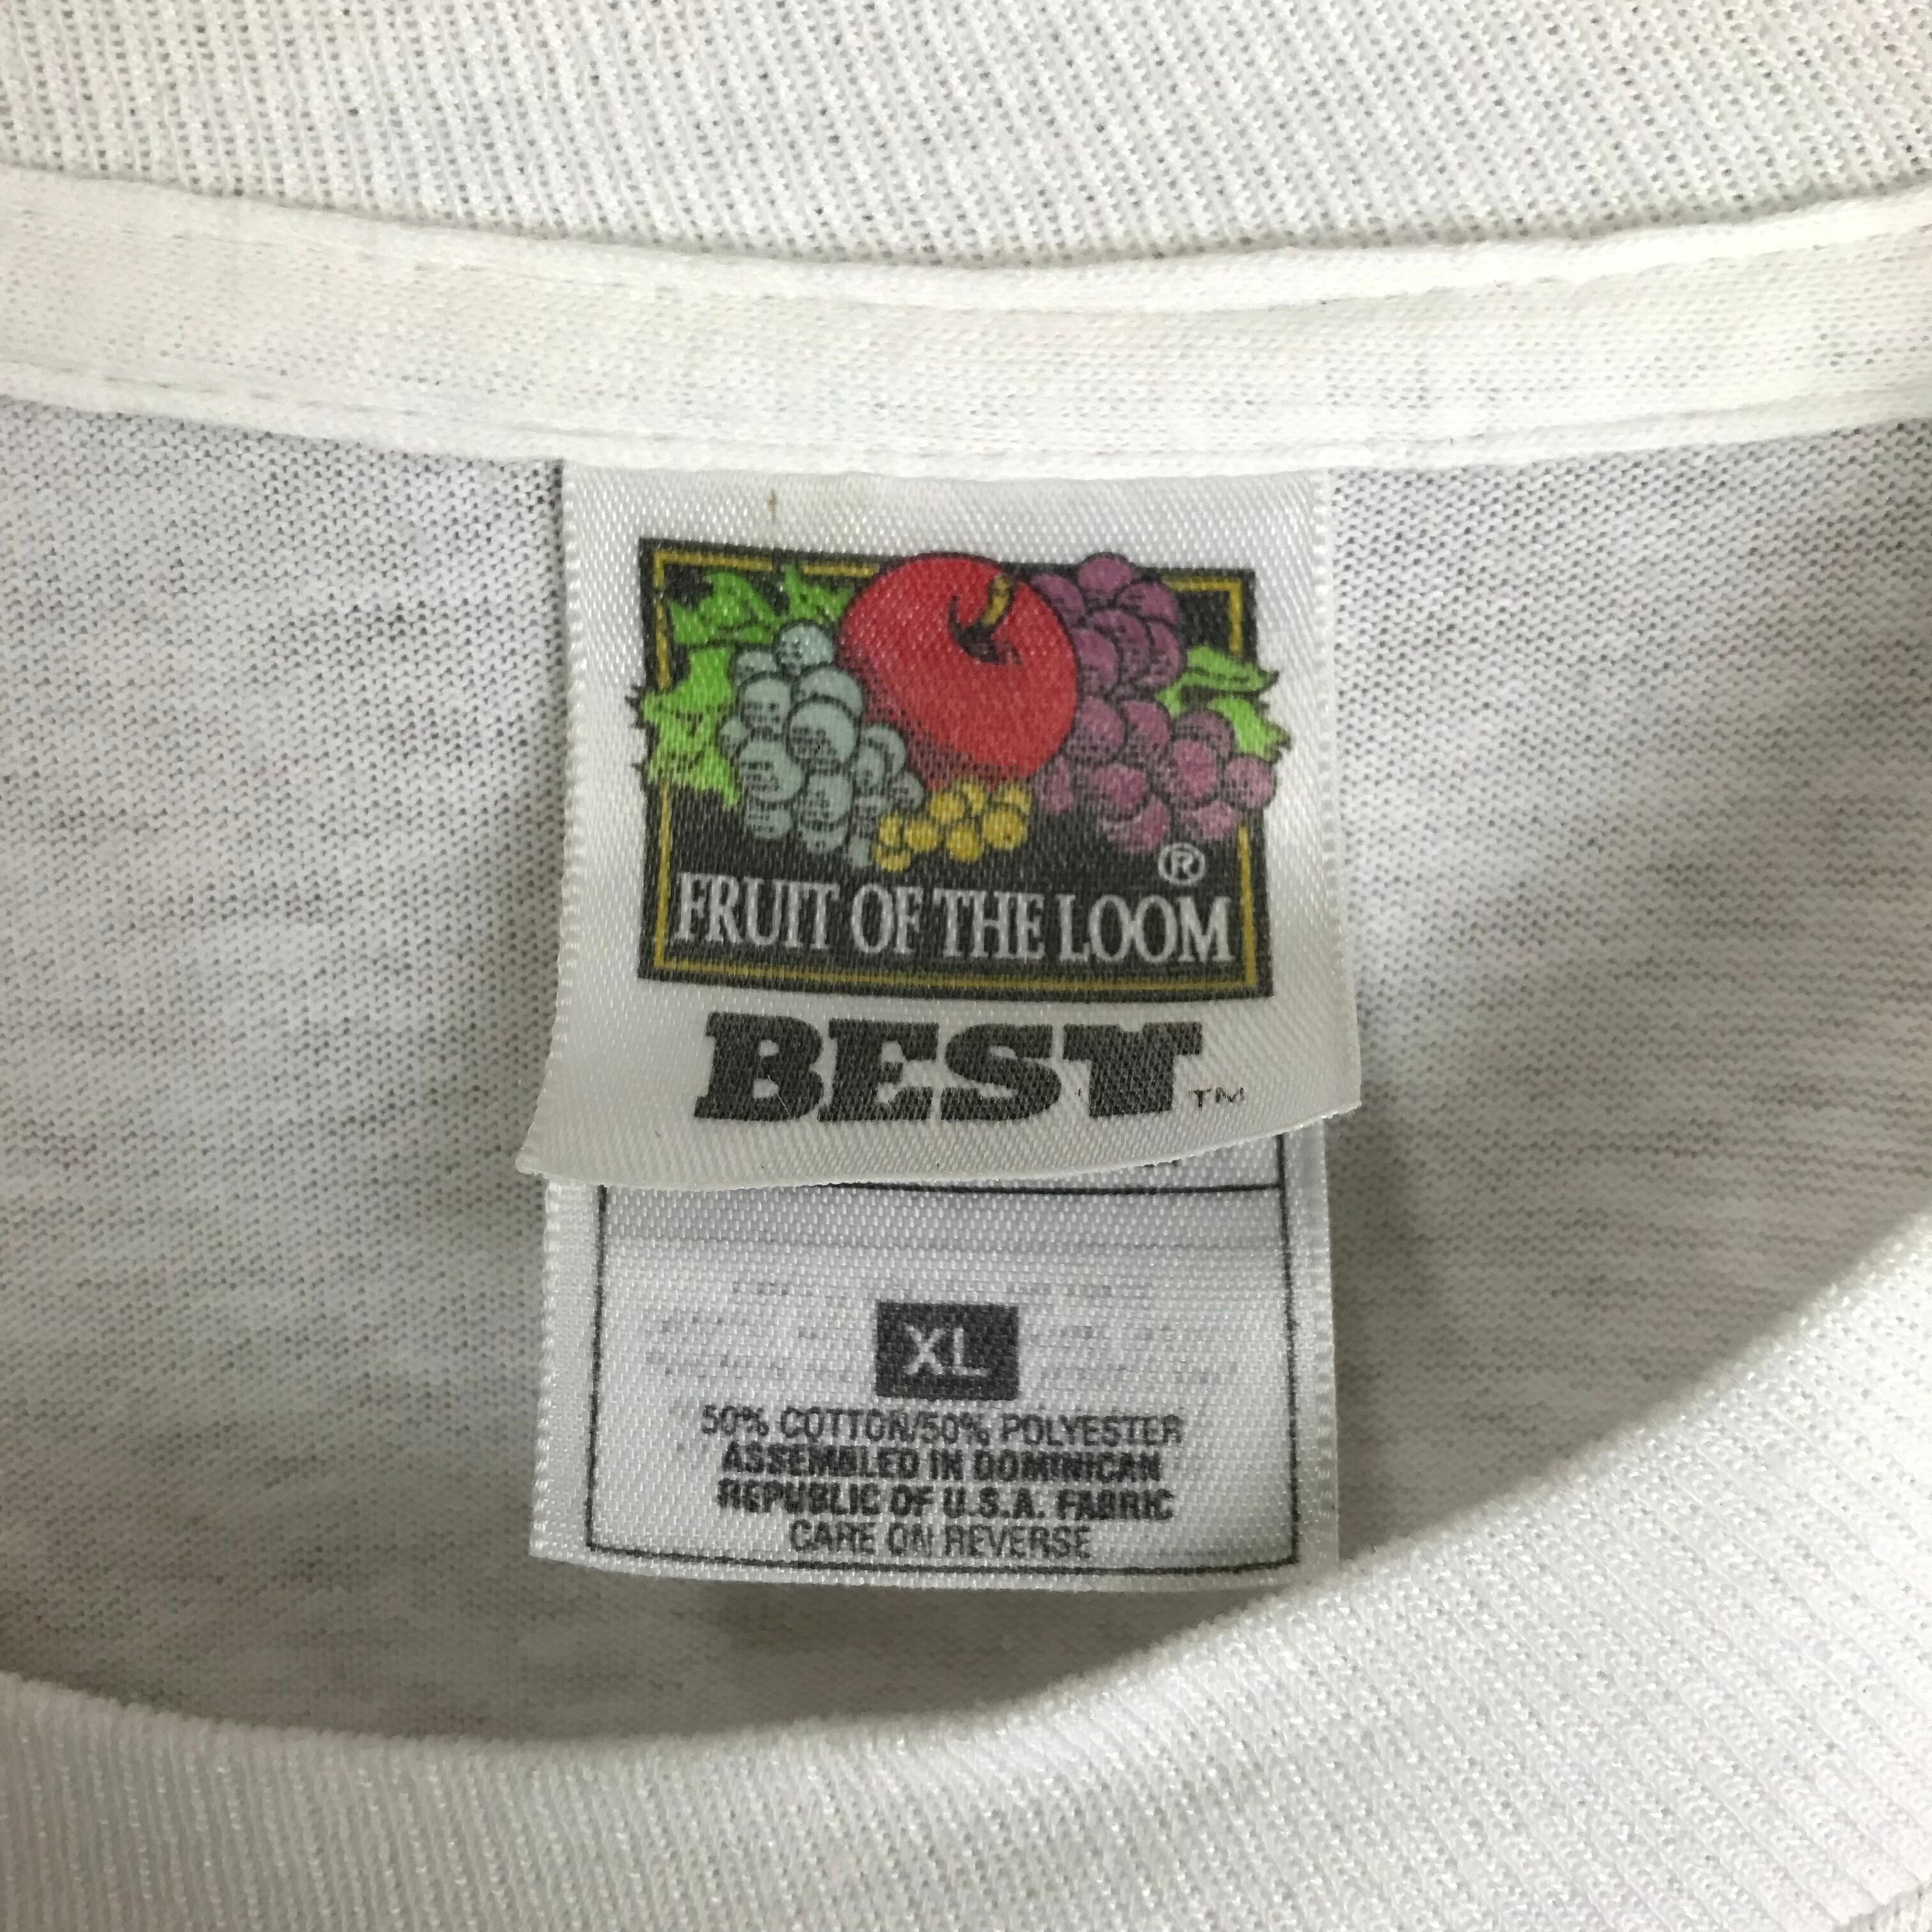 ®
FRUIT OF THE LOOM
BEST™
XL
50% COTTON/50% POLYESTER
ASSEMBLED IN DOMINICAN
REPUBLIC OF U.S.A. FABRIC
CARE ON REVERSE